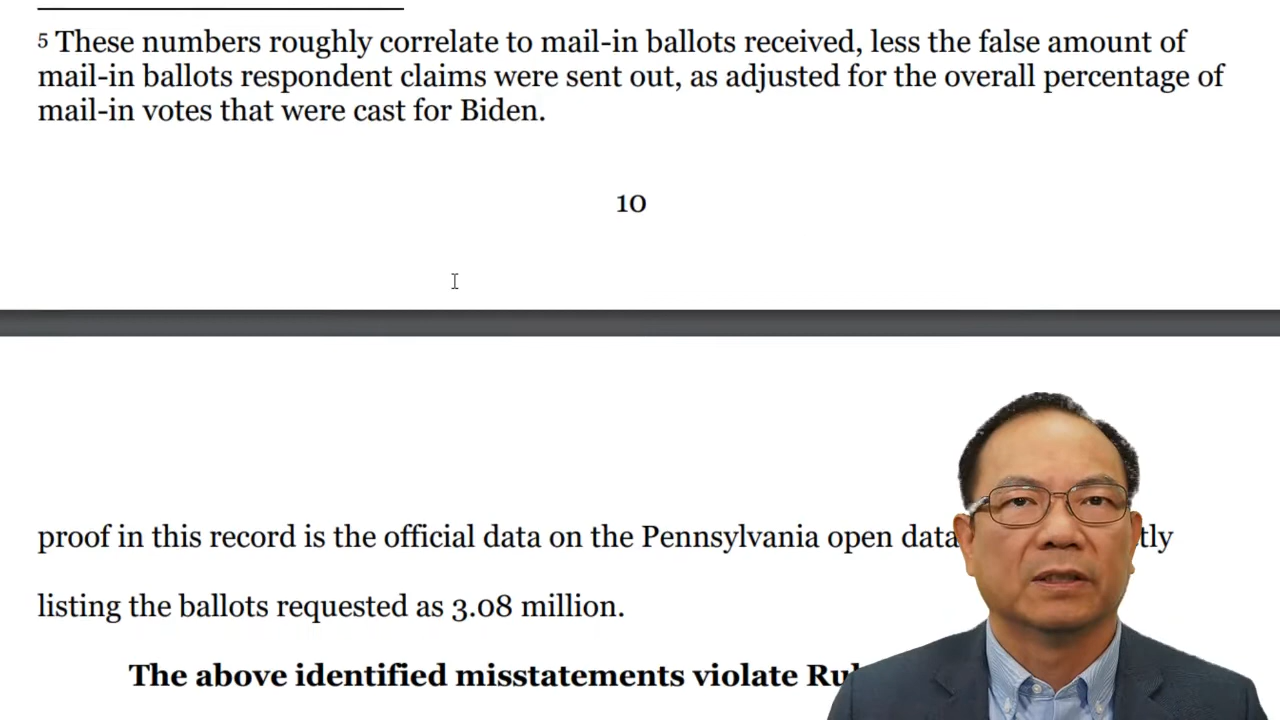 5 These numbers roughly correlate to mail-in ballots received, less the false amount of
mail-in ballots respondent claims were sent out, as adjusted for the overall percentage of
mail-in votes that were cast for Biden.
10
proof in this record is the official data on the Pennsylvania open data
listing the ballots requested as 3.08 million.
The above identified misstatements violate